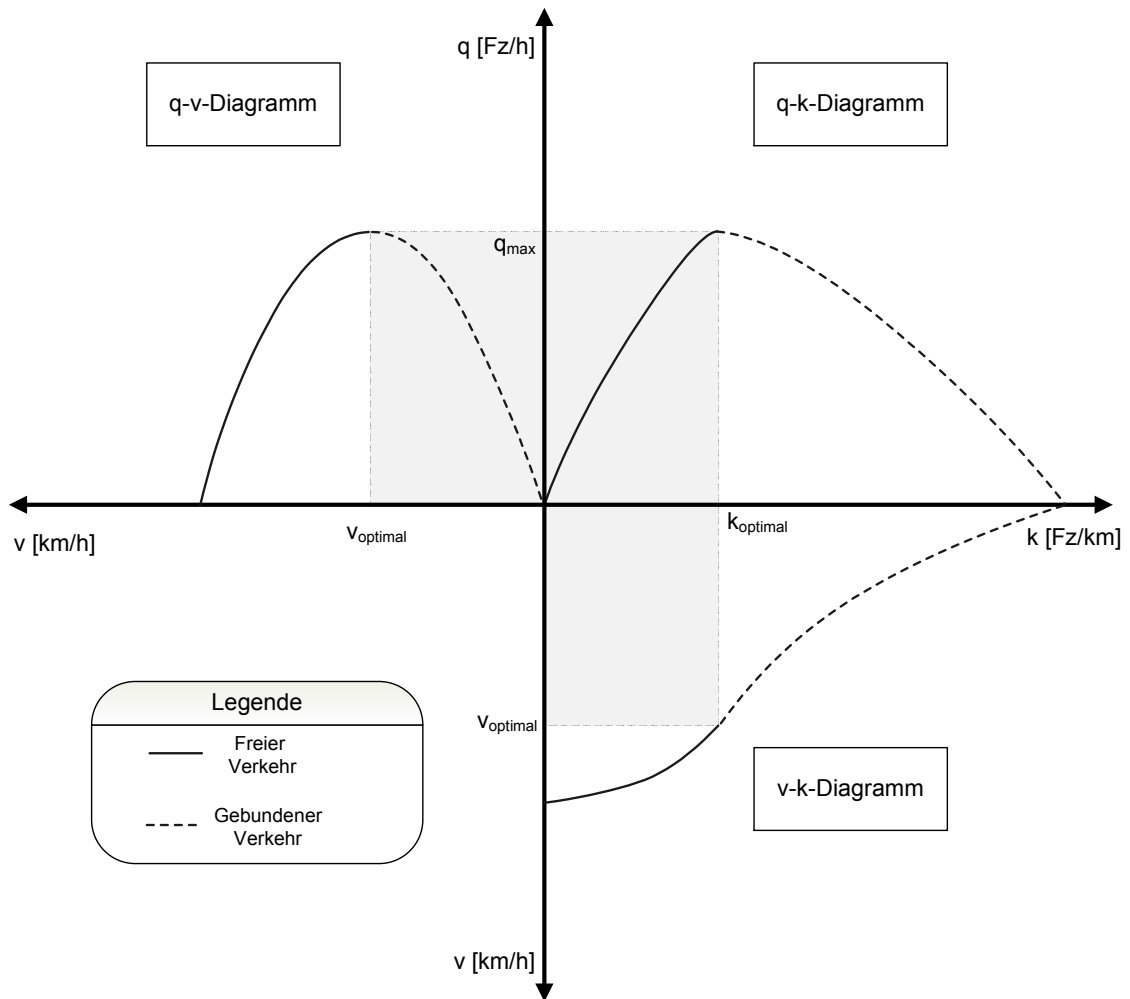 q [Fz/h]
q-v-Diagramm
q-k-Diagramm
qmax
voptimal
koptimal
v [km/h]
k [Fz/km]
Legende
Freier
Verkehr
Gebundener
Verkehr
voptimal
v-k-Diagramm
v [km/h]